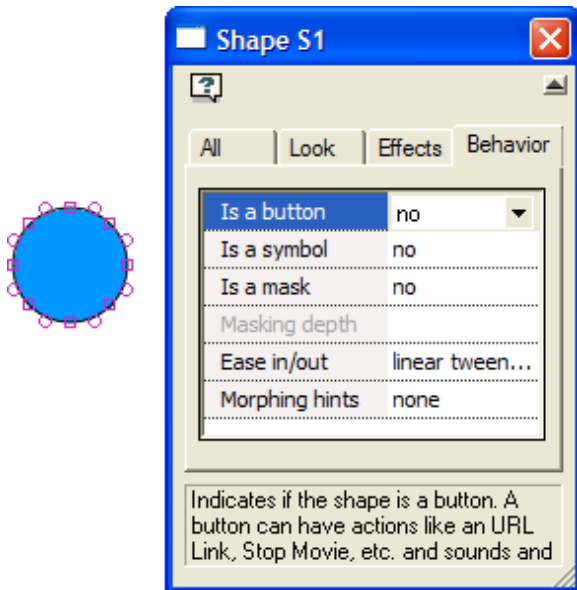 Shape S1
All Look Effects Behavior
Is a button no
Is a symbol no
Is a mask no
Masking depth
Ease in/out linear tween...
Morphing hints none
Indicates if the shape is a button. A
button can have actions like an URL
Link, Stop Movie, etc. and sounds and